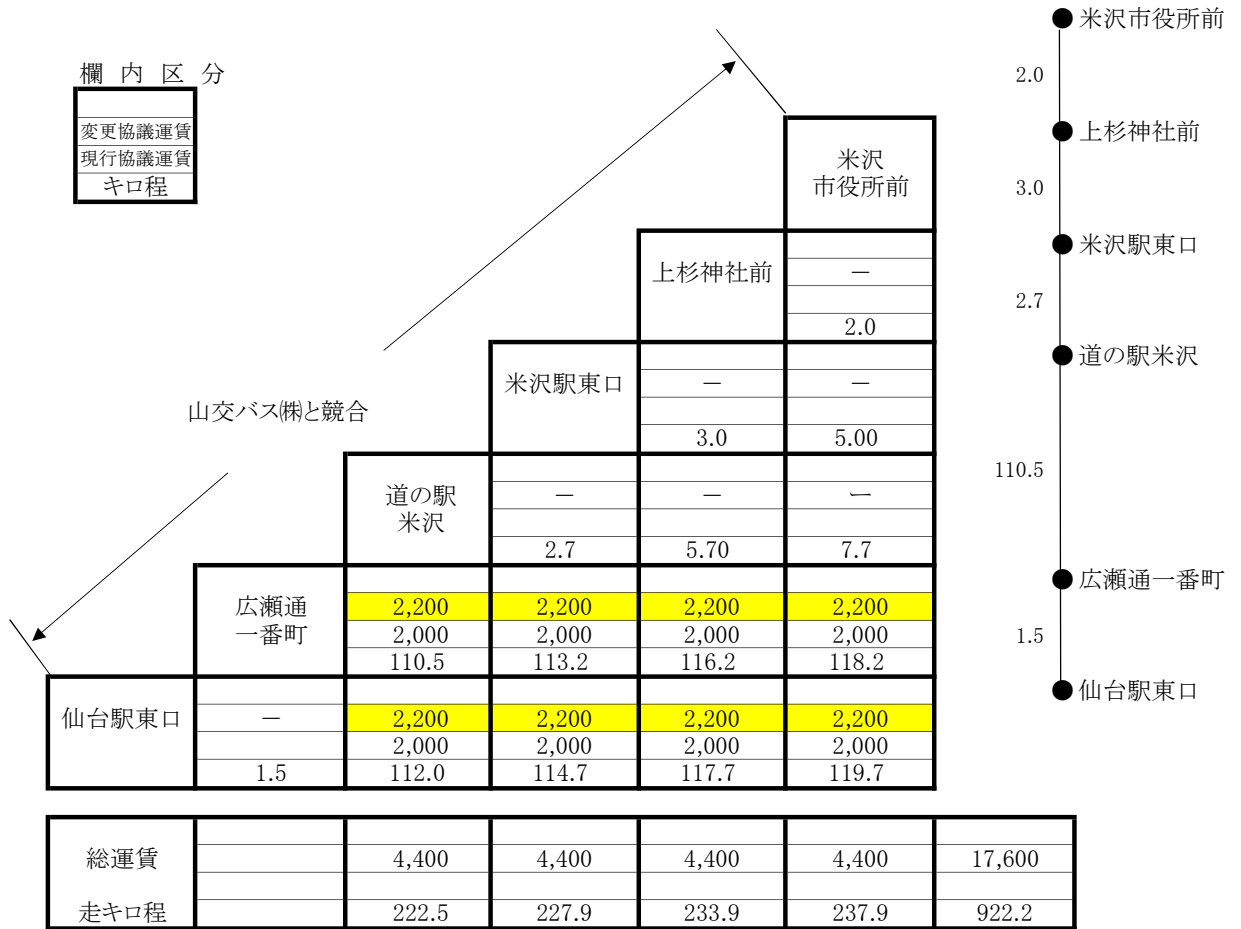 欄 内 区 分
変更協議運賃
現行協議運賃
キロ程
山交バス㈱と競合
米沢
市役所前
上杉神社前
－
2.0
米沢駅東口
－ －
3.0 5.00
道の駅
米沢
－ － －
2.7 5.70 7.7
広瀬通
一番町
2,200 2,200 2,200 2,200
2,000 2,000 2,000 2,000
110.5 113.2 116.2 118.2
仙台駅東口
－ 2,200 2,200 2,200 2,200
2,000 2,000 2,000 2,000
1.5 112.0 114.7 117.7 119.7
総運賃 4,400 4,400 4,400 4,400 17,600
走キロ程 222.5 227.9 233.9 237.9 922.2
米沢市役所前
2.0
上杉神社前
3.0
米沢駅東口
2.7
道の駅米沢
110.5
広瀬通一番町
1.5
仙台駅東口